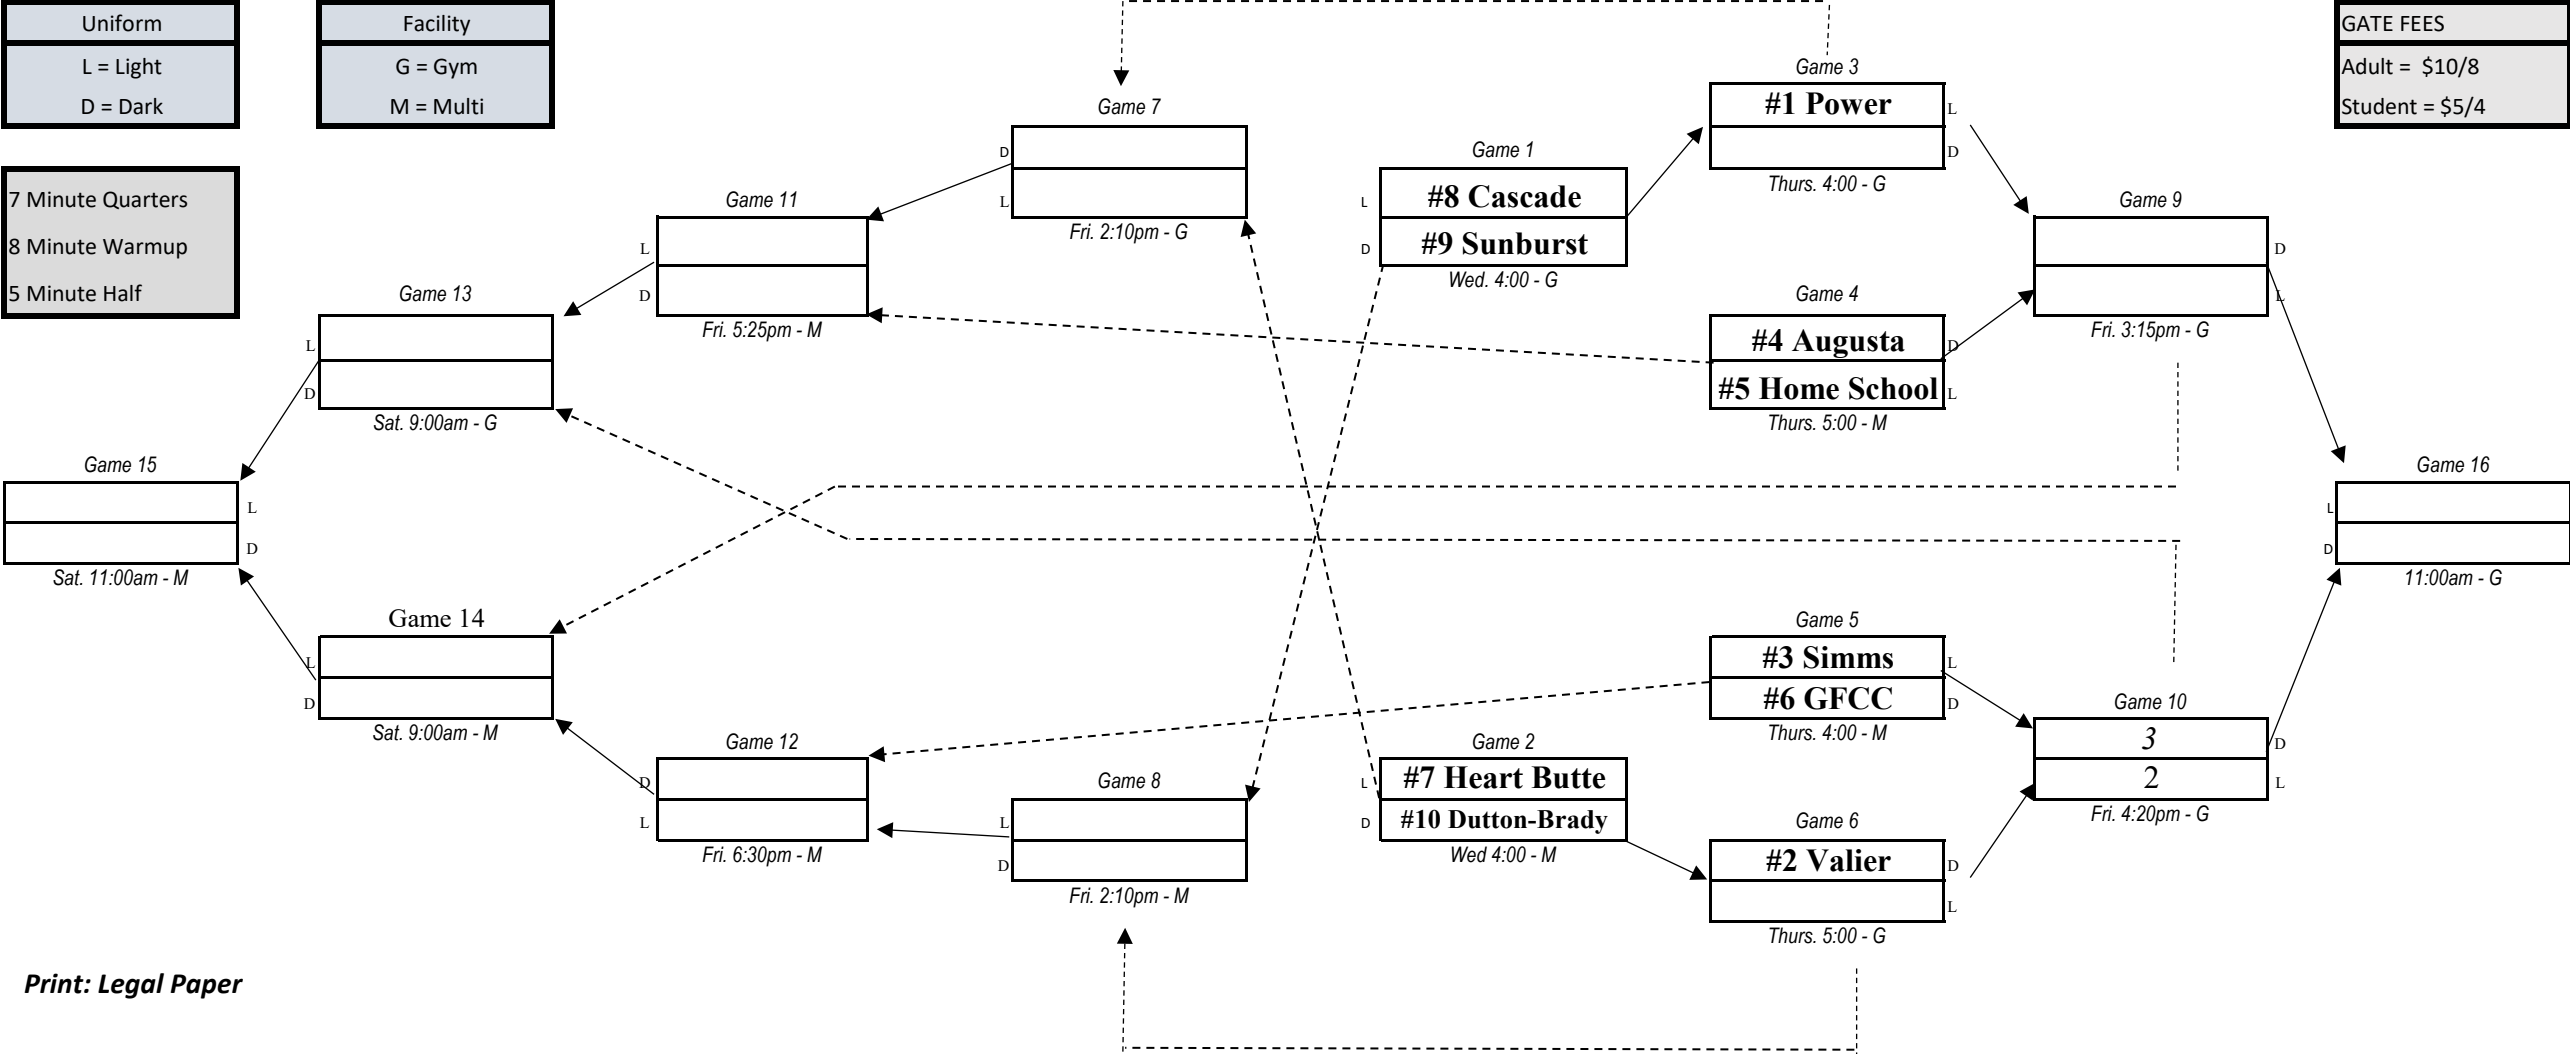 Uniform
L = Light
D = Dark
Facility
G = Gym
M = Multi
GATE FEES
Adult =  $10/8
Student = $5/4
7 Minute Quarters
8 Minute Warmup
5 Minute Half
Game 3
#1 Power
L
D
Thurs. 4:00 - G
Game 7
D
L
Fri. 2:10pm - G
Game 1
L
#8 Cascade
D
#9 Sunburst
Wed. 4:00 - G
Game 11
L
D
Fri. 5:25pm - M
Game 9
D
L
Fri. 3:15pm - G
Game 13
L
D
Sat. 9:00am - G
Game 4
#4 Augusta
D
#5 Home School
L
Thurs. 5:00 - M
Game 15
L
D
Sat. 11:00am - M
Game 16
L
D
11:00am - G
Game 14
L
D
Sat. 9:00am - M
Game 5
#3 Simms
L
#6 GFCC
D
Thurs. 4:00 - M
Game 10
3
D
2
L
Fri. 4:20pm - G
Game 12
D
L
Fri. 6:30pm - M
Game 8
L
D
Fri. 2:10pm - M
Game 2
L
#7 Heart Butte
D
#10 Dutton-Brady
Wed 4:00 - M
Game 6
#2 Valier
D
L
Thurs. 5:00 - G
Print: Legal Paper